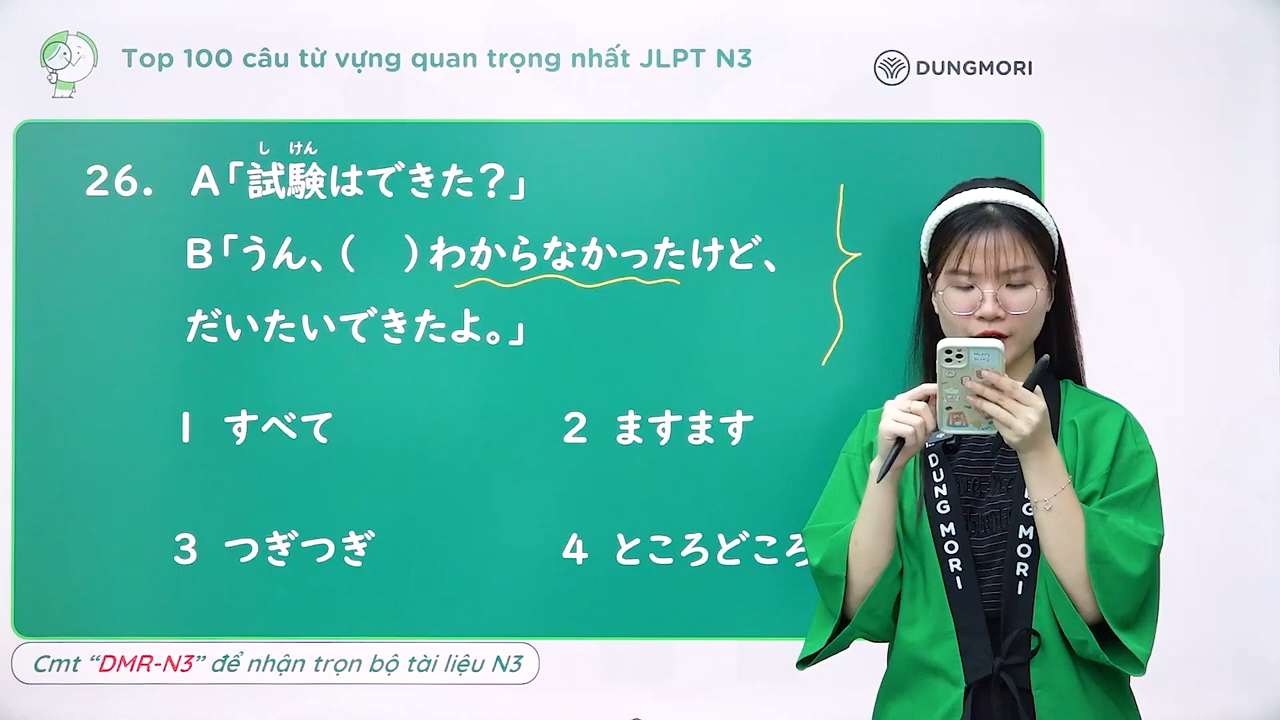 Top 100 câu từ vựng quan trọng nhất JLPT N3
DUNGMORI
し けん
26. A「試験はできた？」
B「うん、(　)わからなかったけど、
だいたいできたよ。」
1 すべて
2 ますます
3 つぎつぎ
4 ところどころ
Cmt “DMR-N3” để nhận trọn bộ tài liệu N3
DUNG MORI
DUNG MORI